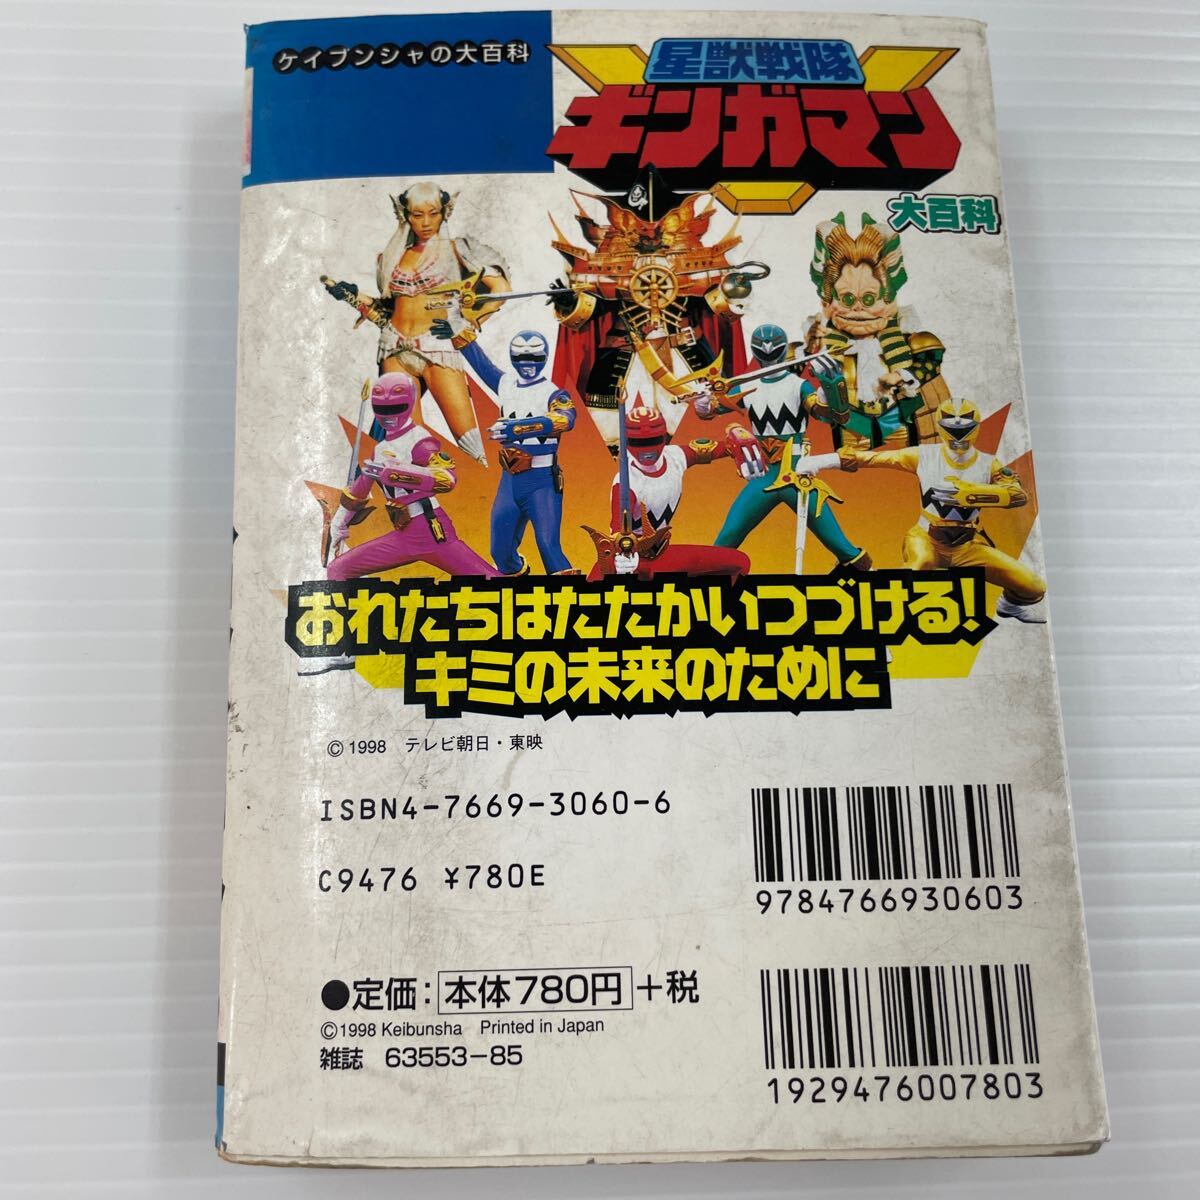 ケイブンシャの大百科
星獣戦隊
ギンガマン
大百科
おれたちはたたかいつづける!
キミの未来のために
© 1998 テレビ朝日・東映
ISBN4-7669-3060-6
C9476 ¥780E
9784766930603
●定価：本体780円+税
©1998 Keibunsha Printed in Japan
雑誌 63553-85
1929476007803